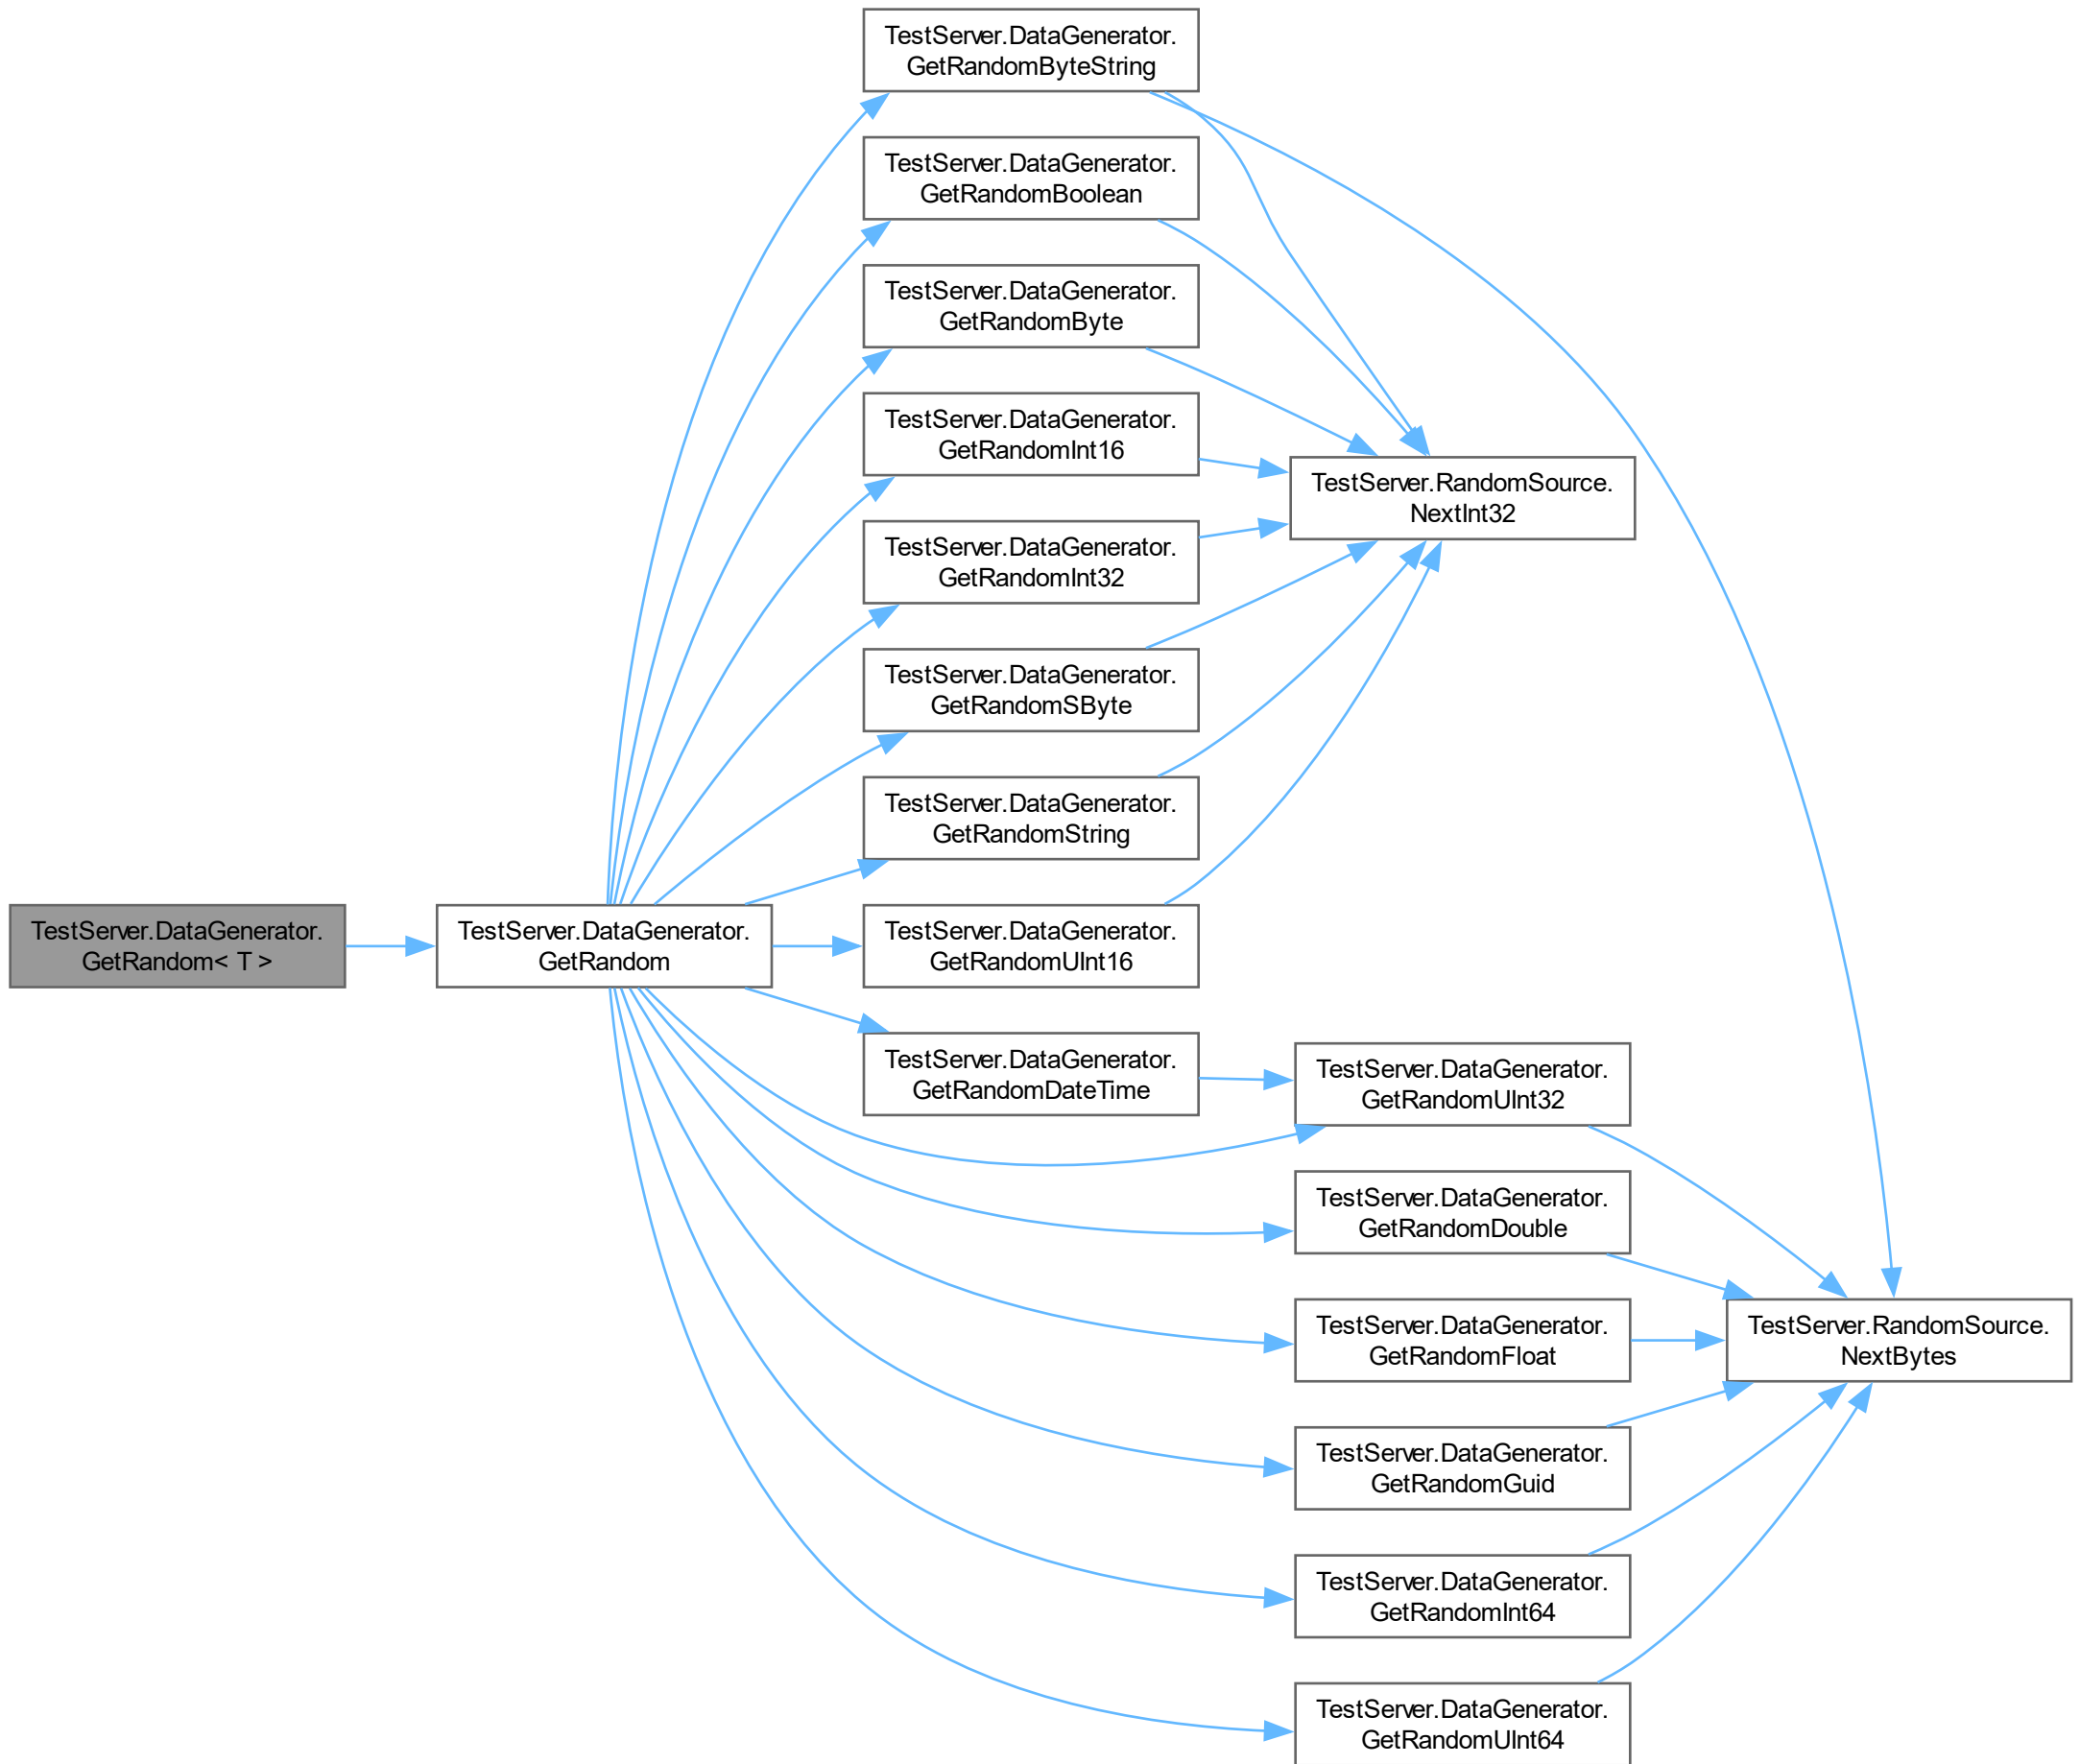 TestServer.DataGenerator.
GetRandom< T >
TestServer.DataGenerator.
GetRandom
TestServer.DataGenerator.
GetRandomByteString
TestServer.DataGenerator.
GetRandomBoolean
TestServer.DataGenerator.
GetRandomByte
TestServer.DataGenerator.
GetRandomInt16
TestServer.DataGenerator.
GetRandomInt32
TestServer.DataGenerator.
GetRandomSByte
TestServer.DataGenerator.
GetRandomString
TestServer.DataGenerator.
GetRandomUInt16
TestServer.DataGenerator.
GetRandomDateTime
TestServer.RandomSource.
NextInt32
TestServer.DataGenerator.
GetRandomUInt32
TestServer.DataGenerator.
GetRandomDouble
TestServer.DataGenerator.
GetRandomFloat
TestServer.DataGenerator.
GetRandomGuid
TestServer.DataGenerator.
GetRandomInt64
TestServer.DataGenerator.
GetRandomUInt64
TestServer.RandomSource.
NextBytes